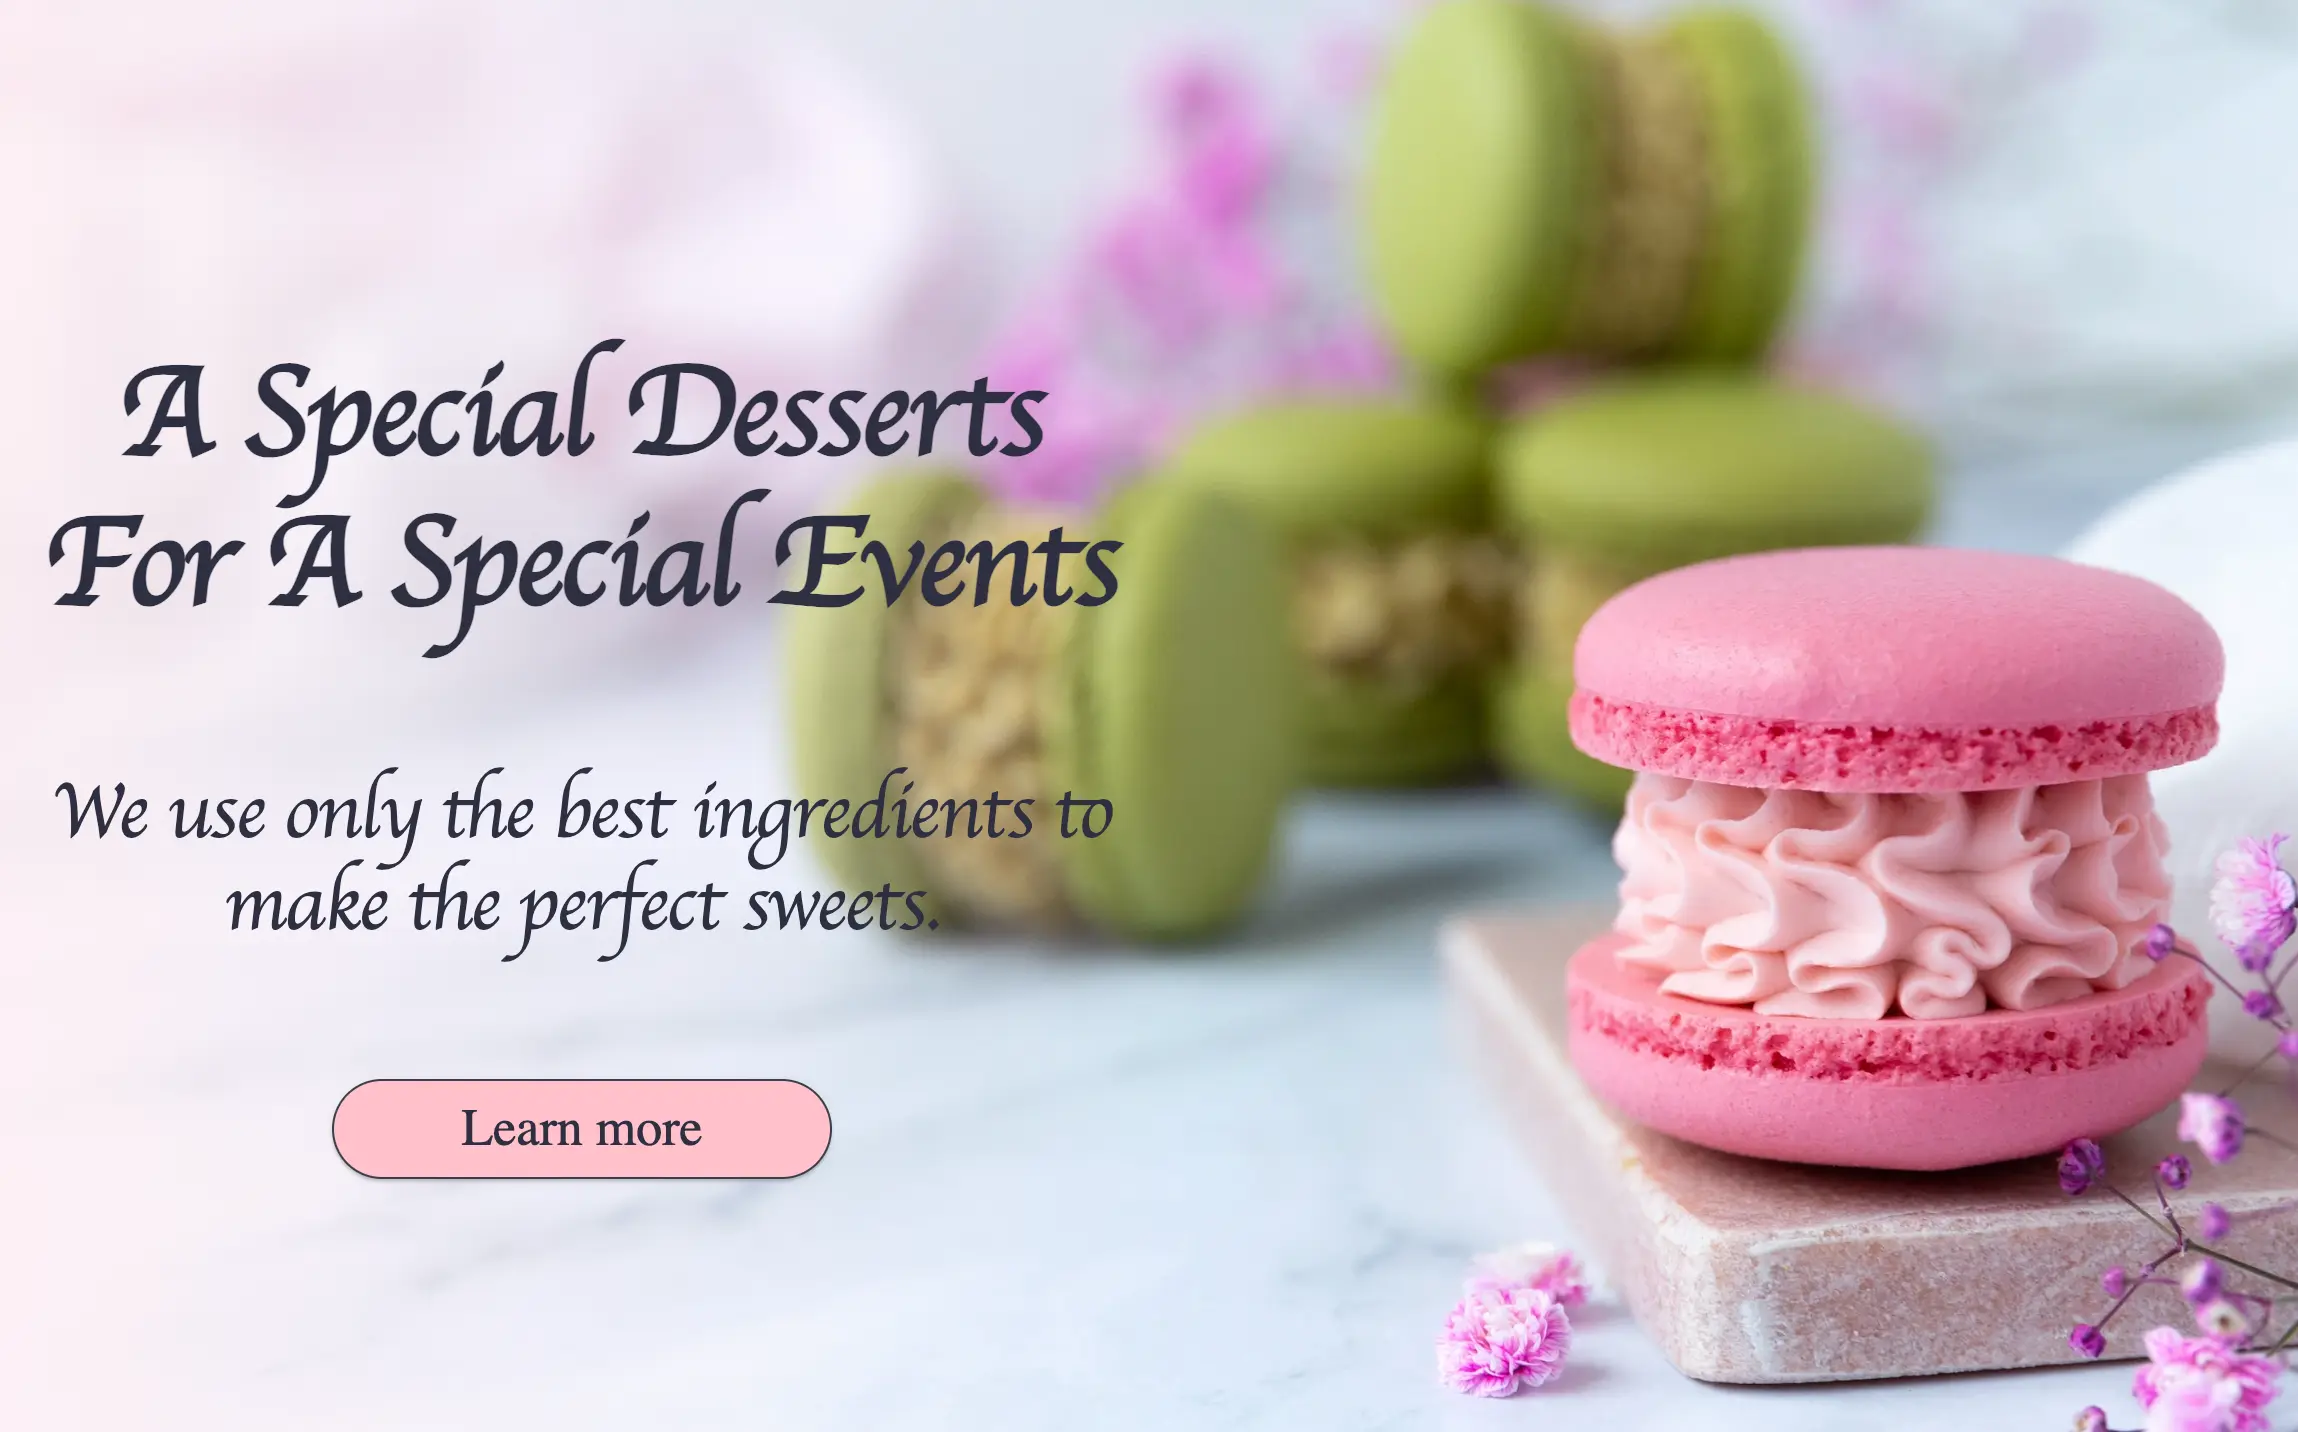 A Special Desserts
For A Special Events
We use only the best ingredients to
make the perfect sweets.
Learn more